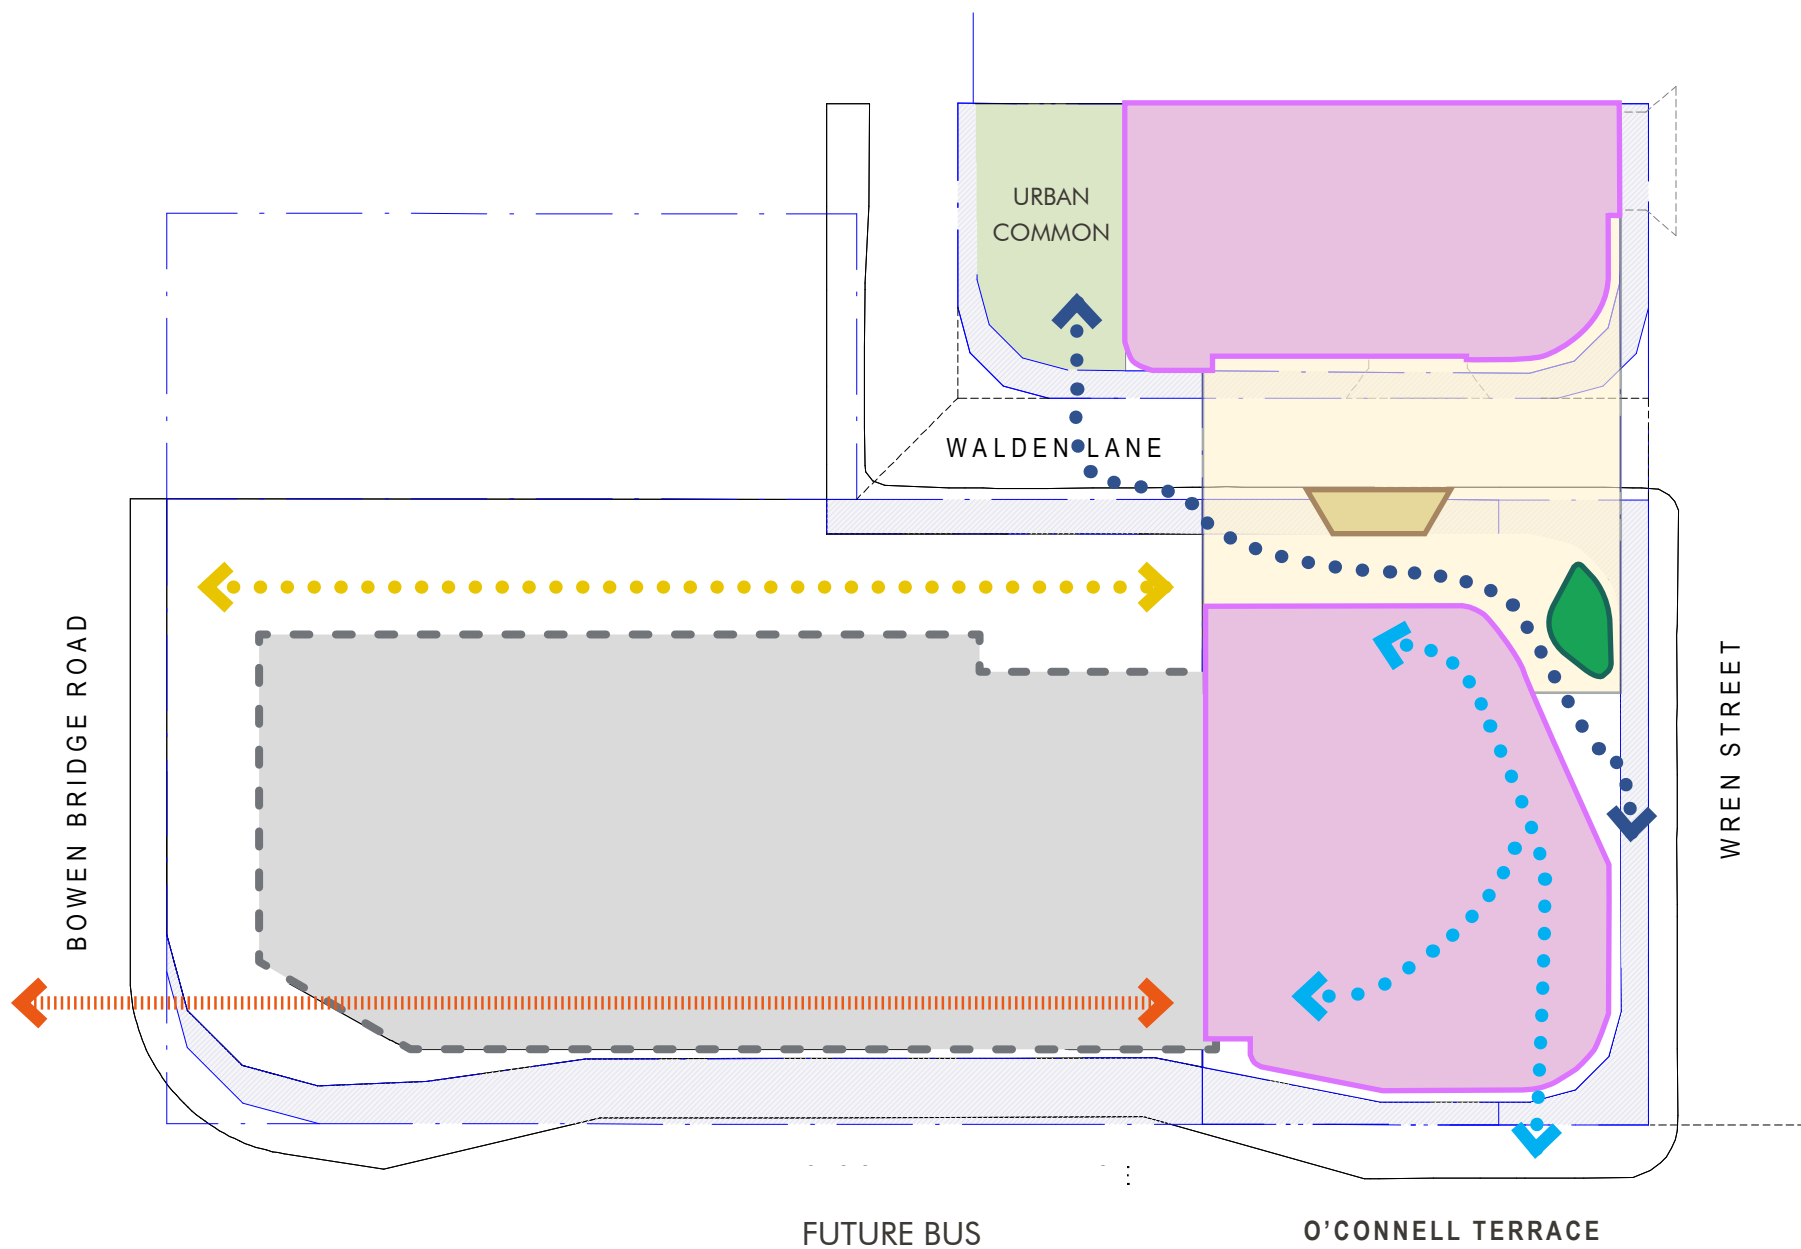 URBAN
COMMON
WALDEN LANE
BOWEN BRIDGE ROAD
WREN STREET
FUTURE BUS
O’CONNELL TERRACE